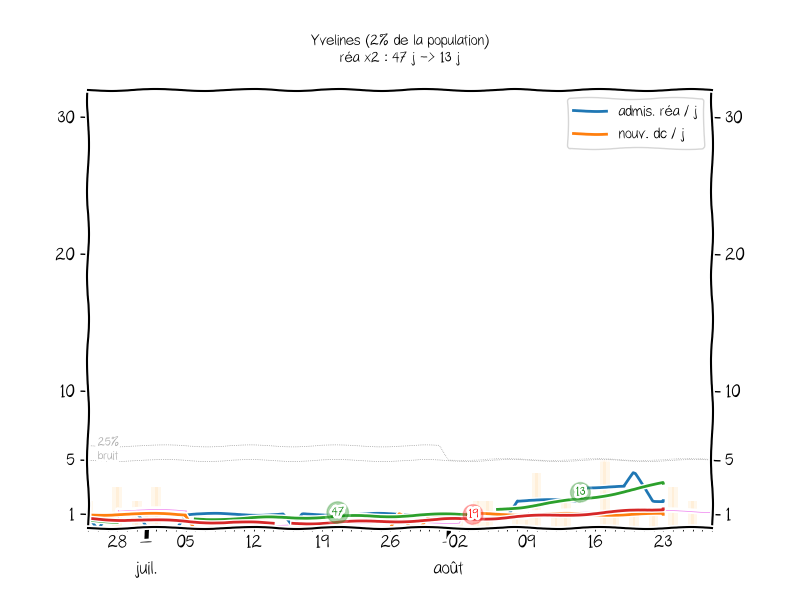 Yvelines (2% de la population)
réa x2 : 47 j -> 13 j
admis. réa / j
nouv. dc / j
30
30
20
20
10
10
25%
bruit
5
5
47
13
19
1
1
28 05 12 19 26 02 09 16 23
juil. août